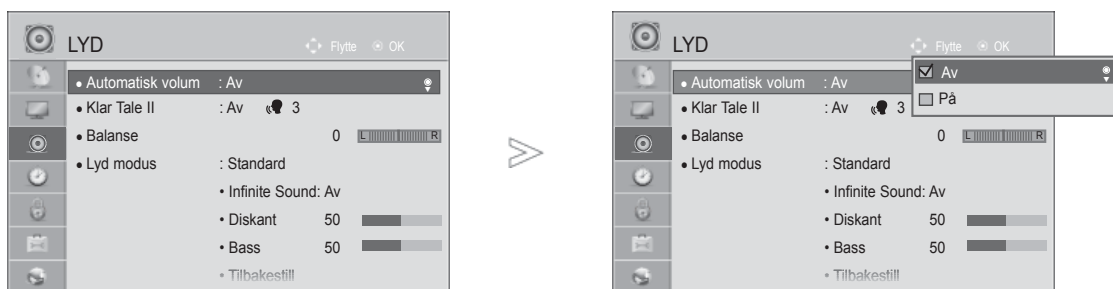 LYD
Flytte OK
• Automatisk volum : Av
• Klar Tale II : Av 3
• Balanse 0 L R
• Lyd modus : Standard
• Infinite Sound: Av
• Diskant 50
• Bass 50
• Tilbakestill
LYD
Flytte OK
• Automatisk volum : Av
• Klar Tale II : Av 3
• Balanse 0 L R
• Lyd modus : Standard
• Infinite Sound: Av
• Diskant 50
• Bass 50
• Tilbakestill
Av
På